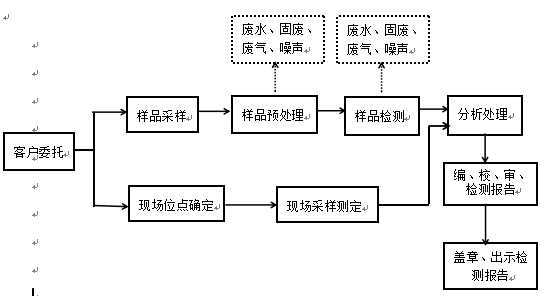 废水、固废、
废气、噪声
废水、固废、
废气、噪声
样品采样
样品预处理
样品检测
分析处理
客户委托
现场位点确定
现场采样测定
编、校、审、
检测报告
盖章、出示检
测报告